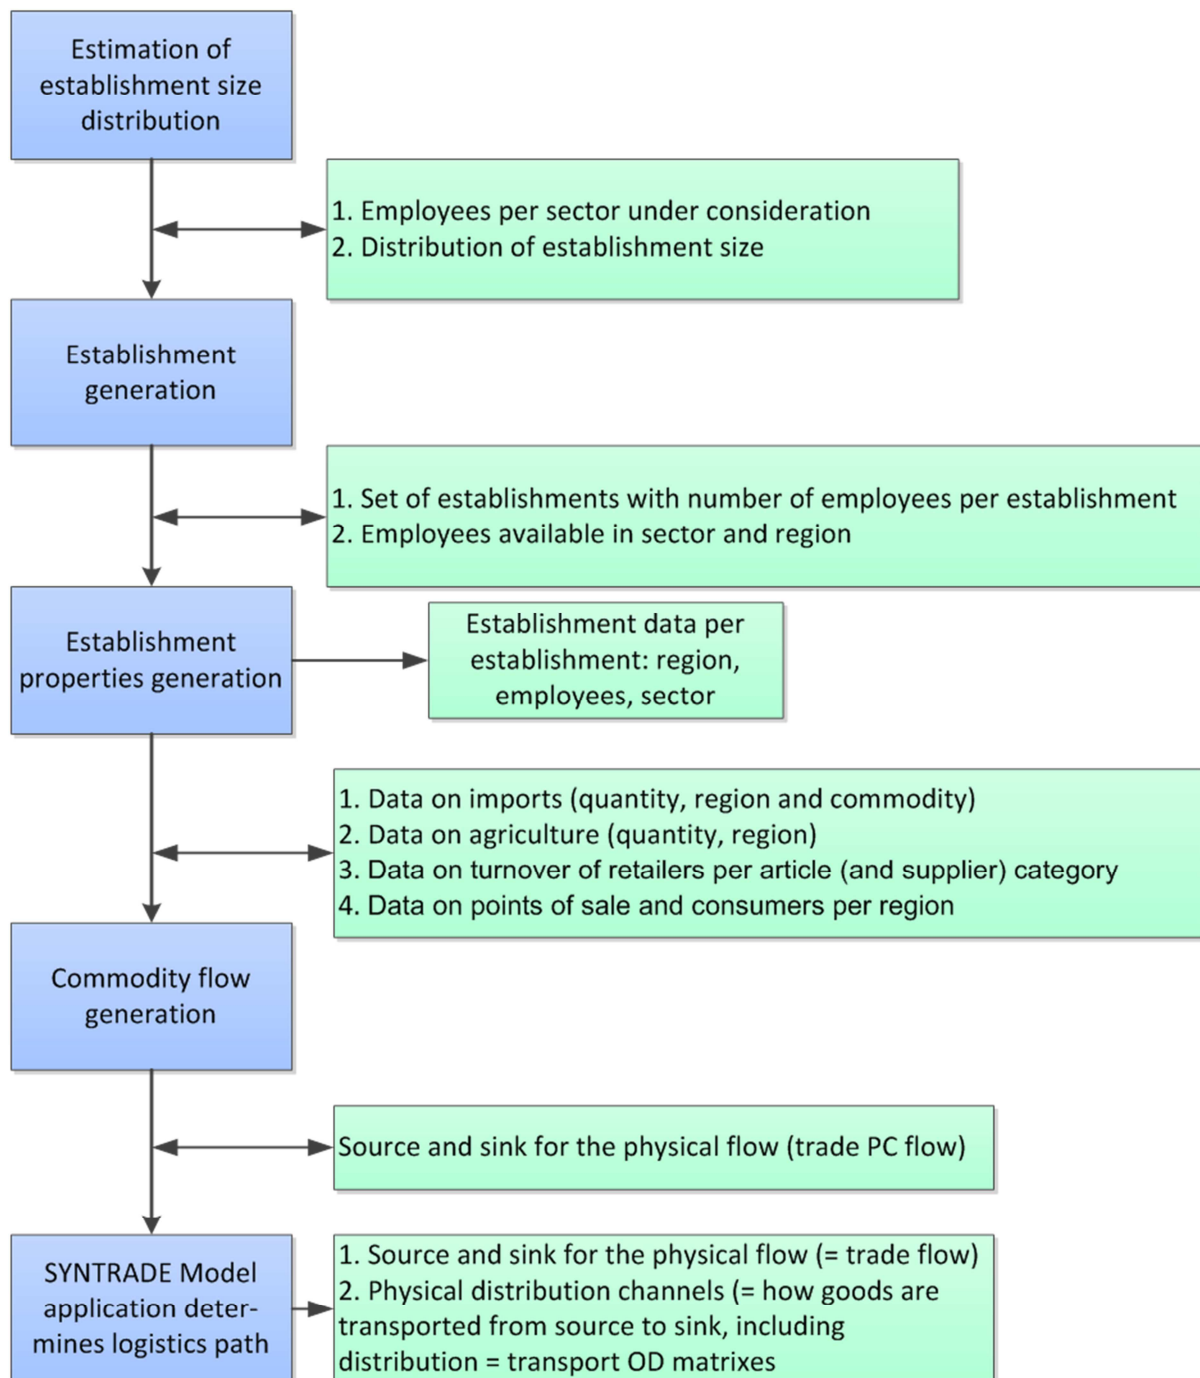 Estimation of
establishment size
distribution
1. Employees per sector under consideration
2. Distribution of establishment size
Establishment
generation
1. Set of establishments with number of employees per establishment
2. Employees available in sector and region
Establishment
properties generation
Establishment data per
establishment: region,
employees, sector
1. Data on imports (quantity, region and commodity)
2. Data on agriculture (quantity, region)
3. Data on turnover of retailers per article (and supplier) category
4. Data on points of sale and consumers per region
Commodity flow
generation
Source and sink for the physical flow (trade PC flow)
SYNTRADE Model
application deter-
mines logistics path
1. Source and sink for the physical flow (= trade flow)
2. Physical distribution channels (= how goods are
transported from source to sink, including
distribution = transport OD matrixes